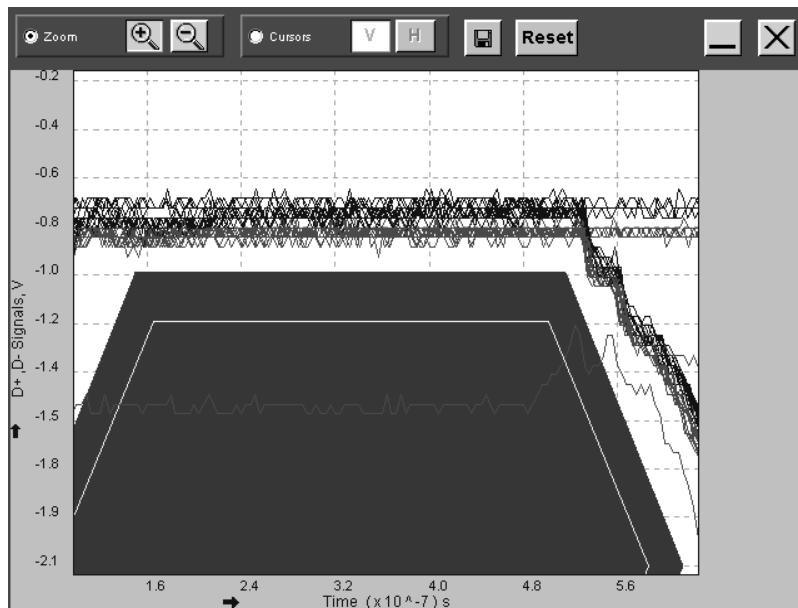 Zoom Cursors V H Reset
-0.2
-0.4
-0.6
-0.8
-1.0
-1.2
-1.4
-1.5
-1.8
-1.9
-2.1
D+,D- Signals, V
1.6 2.4 3.2 4.0 4.8 5.6
Time (x10^-7) s